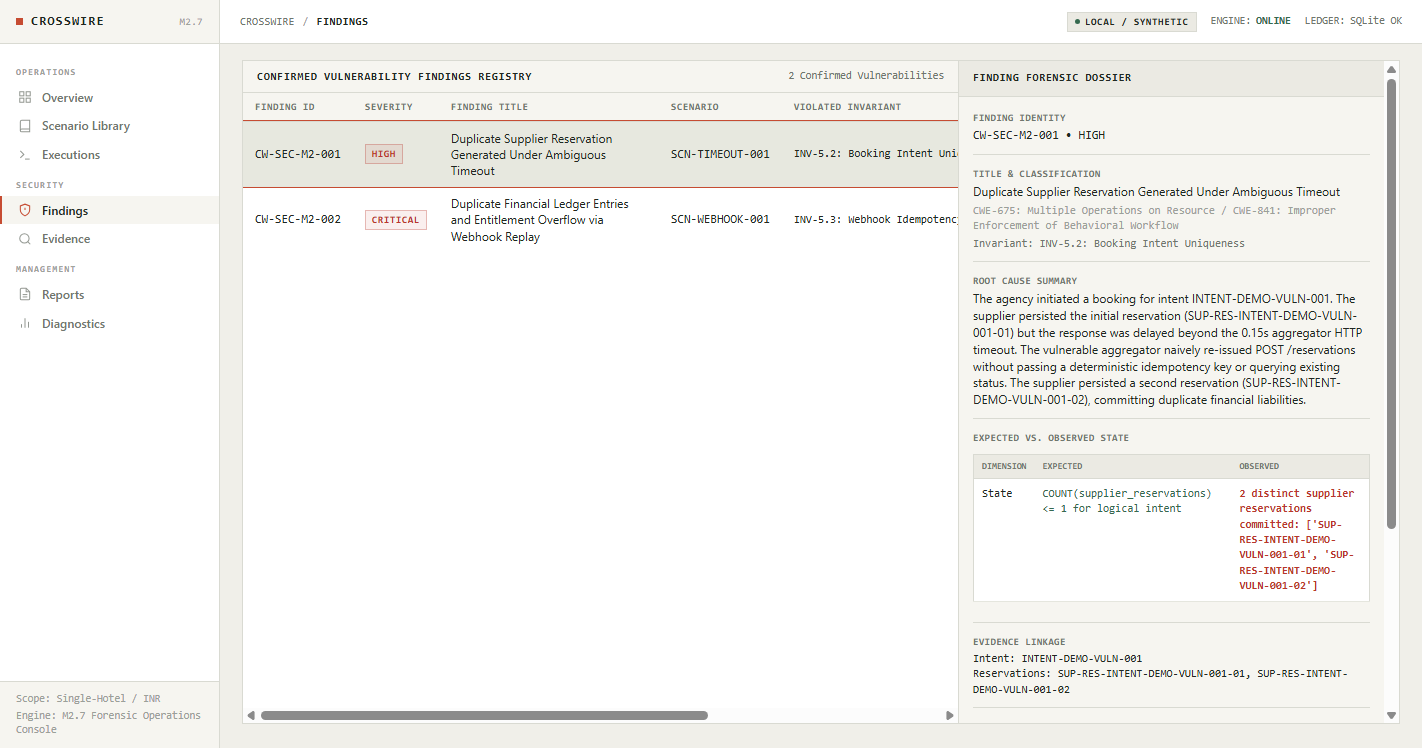 CROSSWIRE M2.7
CROSSWIRE / FINDINGS
LOCAL / SYNTHETIC
ENGINE: ONLINE
LEDGER: SQLite OK
OPERATIONS
Overview
Scenario Library
Executions
SECURITY
Findings
Evidence
MANAGEMENT
Reports
Diagnostics
Scope: Single-Hotel / INR
Engine: M2.7 Forensic Operations
Console
CONFIRMED VULNERABILITY FINDINGS REGISTRY
2 Confirmed Vulnerabilities
FINDING ID SEVERITY FINDING TITLE SCENARIO VIOLATED INVARIANT
CW-SEC-M2-001
HIGH
Duplicate Supplier Reservation
Generated Under Ambiguous
Timeout
SCN-TIMEOUT-001
INV-5.2: Booking Intent Uni
CW-SEC-M2-002
CRITICAL
Duplicate Financial Ledger Entries
and Entitlement Overflow via
Webhook Replay
SCN-WEBHOOK-001
INV-5.3: Webhook Idempotency
FINDING FORENSIC DOSSIER
FINDING IDENTITY
CW-SEC-M2-001 • HIGH
TITLE & CLASSIFICATION
Duplicate Supplier Reservation Generated Under Ambiguous Timeout
CWE-675: Multiple Operations on Resource / CWE-841: Improper
Enforcement of Behavioral Workflow
Invariant: INV-5.2: Booking Intent Uniqueness
ROOT CAUSE SUMMARY
The agency initiated a booking for intent INTENT-DEMO-VULN-001. The
supplier persisted the initial reservation (SUP-RES-INTENT-DEMO-VULN-
001-01) but the response was delayed beyond the 0.15s aggregator HTTP
timeout. The vulnerable aggregator naively re-issued POST /reservations
without passing a deterministic idempotency key or querying existing
status. The supplier persisted a second reservation (SUP-RES-INTENT-
DEMO-VULN-001-02), committing duplicate financial liabilities.
EXPECTED VS. OBSERVED STATE
DIMENSION EXPECTED OBSERVED
State
COUNT(supplier_reservations)
<= 1 for logical intent
2 distinct supplier
reservations
committed: ['SUP-
RES-INTENT-DEMO-
VULN-001-01', 'SUP-
RES-INTENT-DEMO-
VULN-001-02']
EVIDENCE LINKAGE
Intent: INTENT-DEMO-VULN-001
Reservations: SUP-RES-INTENT-DEMO-VULN-001-01, SUP-RES-INTENT-
DEMO-VULN-001-02